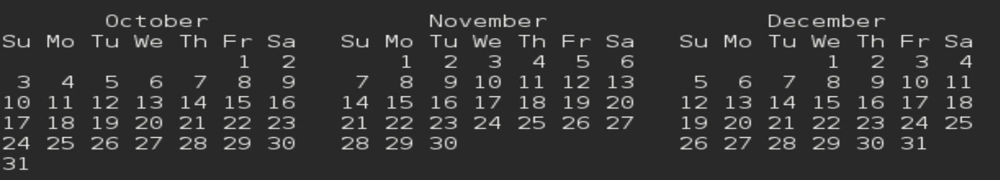 October November December
Su Mo Tu We Th Fr Sa Su Mo Tu We Th Fr Sa Su Mo Tu We Th Fr Sa
1 2 1 2 3 4 5 6 1 2 3 4
3 4 5 6 7 8 9 7 8 9 10 11 12 13 5 6 7 8 9 10 11
10 11 12 13 14 15 16 14 15 16 17 18 19 20 12 13 14 15 16 17 18
17 18 19 20 21 22 23 21 22 23 24 25 26 27 19 20 21 22 23 24 25
24 25 26 27 28 29 30 28 29 30 26 27 28 29 30 31
31